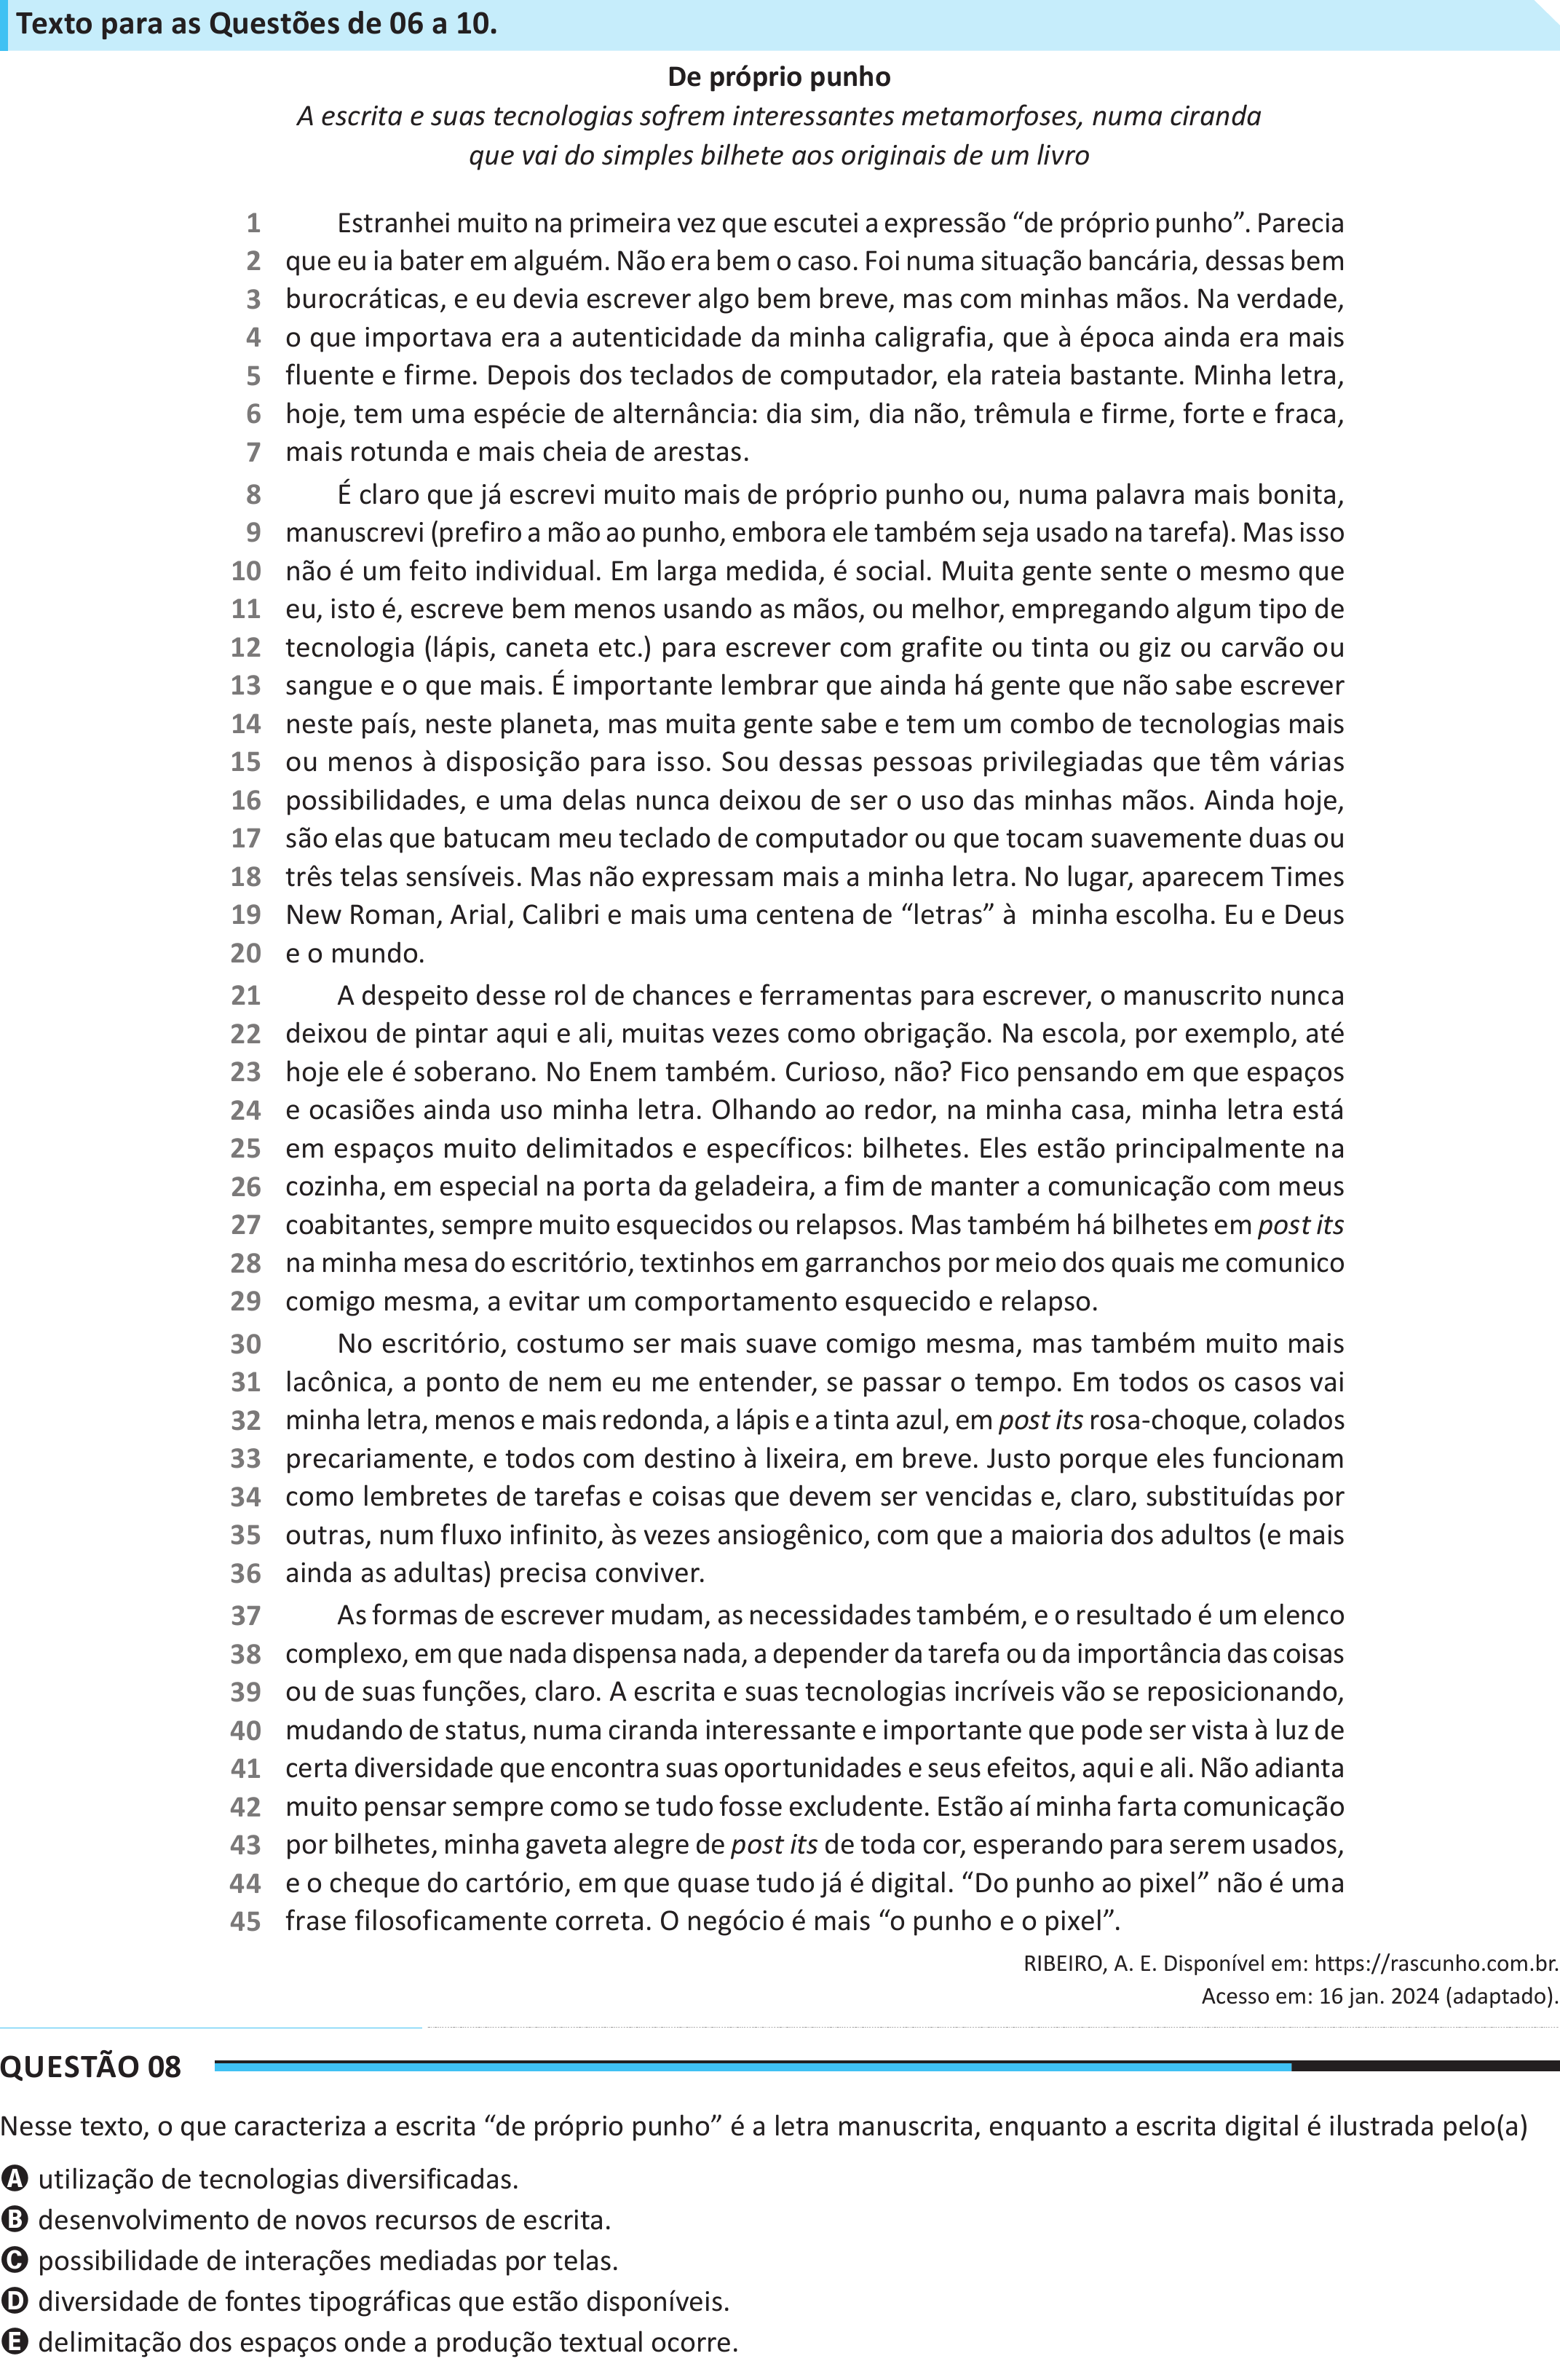 Texto para as Questões de 06 a 10.
De próprio punho
A escrita e suas tecnologias sofrem interessantes metamorfoses, numa ciranda
que vai do simples bilhete aos originais de um livro
1 Estranhei muito na primeira vez que escutei a expressão “de próprio punho”. Parecia
2 que eu ia bater em alguém. Não era bem o caso. Foi numa situação bancária, dessas bem
3 burocráticas, e eu devia escrever algo bem breve, mas com minhas mãos. Na verdade,
4 o que importava era a autenticidade da minha caligrafia, que à época ainda era mais
5 fluente e firme. Depois dos teclados de computador, ela rateia bastante. Minha letra,
6 hoje, tem uma espécie de alternância: dia sim, dia não, trêmula e firme, forte e fraca,
7 mais rotunda e mais cheia de arestas.
8 É claro que já escrevi muito mais de próprio punho ou, numa palavra mais bonita,
9 manuscrevi (prefiro a mão ao punho, embora ele também seja usado na tarefa). Mas isso
10 não é um feito individual. Em larga medida, é social. Muita gente sente o mesmo que
11 eu, isto é, escreve bem menos usando as mãos, ou melhor, empregando algum tipo de
12 tecnologia (lápis, caneta etc.) para escrever com grafite ou tinta ou giz ou carvão ou
13 sangue e o que mais. É importante lembrar que ainda há gente que não sabe escrever
14 neste país, neste planeta, mas muita gente sabe e tem um combo de tecnologias mais
15 ou menos à disposição para isso. Sou dessas pessoas privilegiadas que têm várias
16 possibilidades, e uma delas nunca deixou de ser o uso das minhas mãos. Ainda hoje,
17 são elas que batucam meu teclado de computador ou que tocam suavemente duas ou
18 três telas sensíveis. Mas não expressam mais a minha letra. No lugar, aparecem Times
19 New Roman, Arial, Calibri e mais uma centena de “letras” à minha escolha. Eu e Deus
20 e o mundo.
21 A despeito desse rol de chances e ferramentas para escrever, o manuscrito nunca
22 deixou de pintar aqui e ali, muitas vezes como obrigação. Na escola, por exemplo, até
23 hoje ele é soberano. No Enem também. Curioso, não? Fico pensando em que espaços
24 e ocasiões ainda uso minha letra. Olhando ao redor, na minha casa, minha letra está
25 em espaços muito delimitados e específicos: bilhetes. Eles estão principalmente na
26 cozinha, em especial na porta da geladeira, a fim de manter a comunicação com meus
27 coabitantes, sempre muito esquecidos ou relapsos. Mas também há bilhetes em post its
28 na minha mesa do escritório, textinhos em garranchos por meio dos quais me comunico
29 comigo mesma, a evitar um comportamento esquecido e relapso.
30 No escritório, costumo ser mais suave comigo mesma, mas também muito mais
31 lacônica, a ponto de nem eu me entender, se passar o tempo. Em todos os casos vai
32 minha letra, menos e mais redonda, a lápis e a tinta azul, em post its rosa-choque, colados
33 precariamente, e todos com destino à lixeira, em breve. Justo porque eles funcionam
34 como lembretes de tarefas e coisas que devem ser vencidas e, claro, substituídas por
35 outras, num fluxo infinito, às vezes ansiogênico, com que a maioria dos adultos (e mais
36 ainda as adultas) precisa conviver.
37 As formas de escrever mudam, as necessidades também, e o resultado é um elenco
38 complexo, em que nada dispensa nada, a depender da tarefa ou da importância das coisas
39 ou de suas funções, claro. A escrita e suas tecnologias incríveis vão se reposicionando,
40 mudando de status, numa ciranda interessante e importante que pode ser vista à luz de
41 certa diversidade que encontra suas oportunidades e seus efeitos, aqui e ali. Não adianta
42 muito pensar sempre como se tudo fosse excludente. Estão aí minha farta comunicação
43 por bilhetes, minha gaveta alegre de post its de toda cor, esperando para serem usados,
44 e o cheque do cartório, em que quase tudo já é digital. “Do punho ao pixel” não é uma
45 frase filosoficamente correta. O negócio é mais “o punho e o pixel”.
RIBEIRO, A. E. Disponível em: https://rascunho.com.br.
Acesso em: 16 jan. 2024 (adaptado).
QUESTÃO 08
Nesse texto, o que caracteriza a escrita “de próprio punho” é a letra manuscrita, enquanto a escrita digital é ilustrada pelo(a)
A utilização de tecnologias diversificadas.
B desenvolvimento de novos recursos de escrita.
C possibilidade de interações mediadas por telas.
D diversidade de fontes tipográficas que estão disponíveis.
E delimitação dos espaços onde a produção textual ocorre.